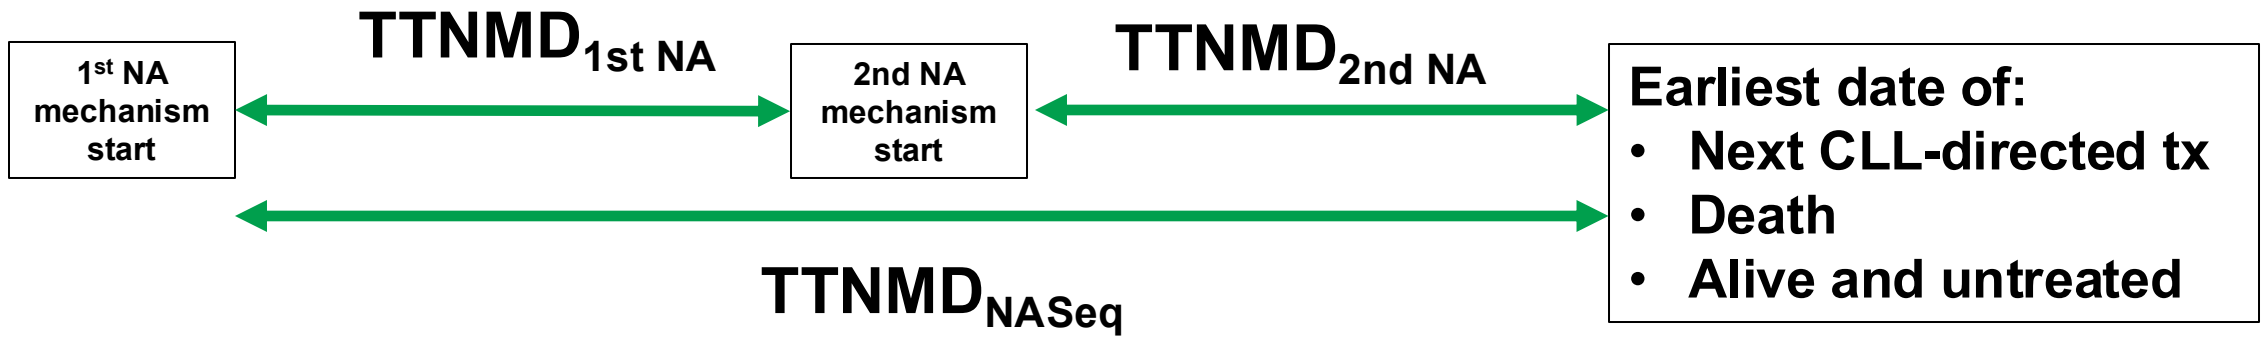 TTNMD1st NA
TTNMD2nd NA
1st NA
mechanism
start
2nd NA
mechanism
start
Earliest date of:
• Next CLL-directed tx
• Death
• Alive and untreated
TTNMDNASeq